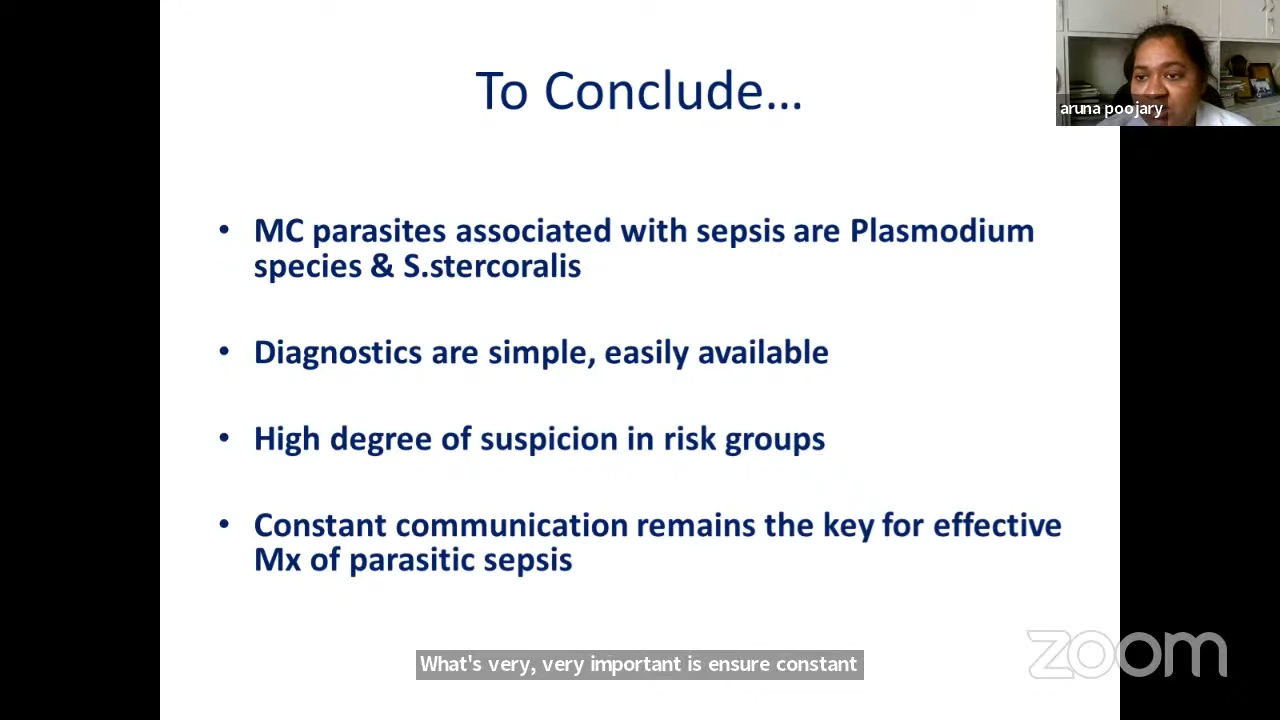 To Conclude...
aruna poojary
• MC parasites associated with sepsis are Plasmodium
species & S.stercoralis
• Diagnostics are simple, easily available
• High degree of suspicion in risk groups
• Constant communication remains the key for effective
Mx of parasitic sepsis
zoom
What's very, very important is ensure constant